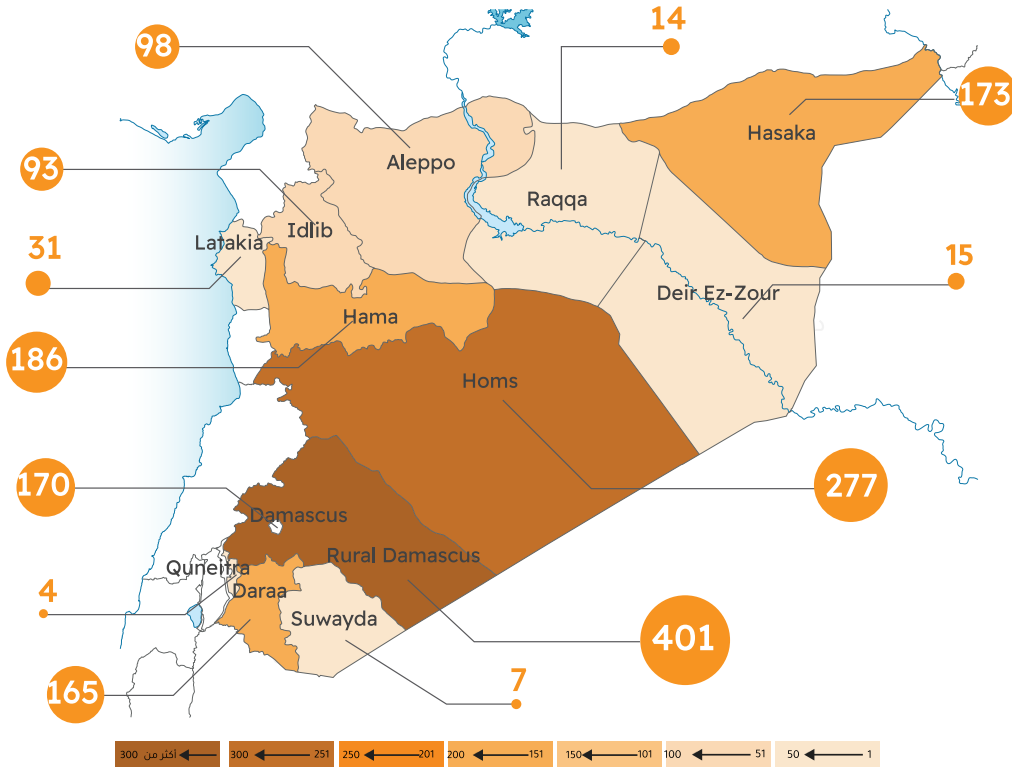 14
98
173
Hasaka
Aleppo
93
Raqqa
Idlib
Latakia
31
15
Deir Ez-Zour
Hama
186
Homs
170
277
Damascus
Rural Damascus
Quneitra
4
Daraa
Suwayda
401
7
165
أكثر من 300
300 251
250 201
200 151
150 101
100 51
50 1